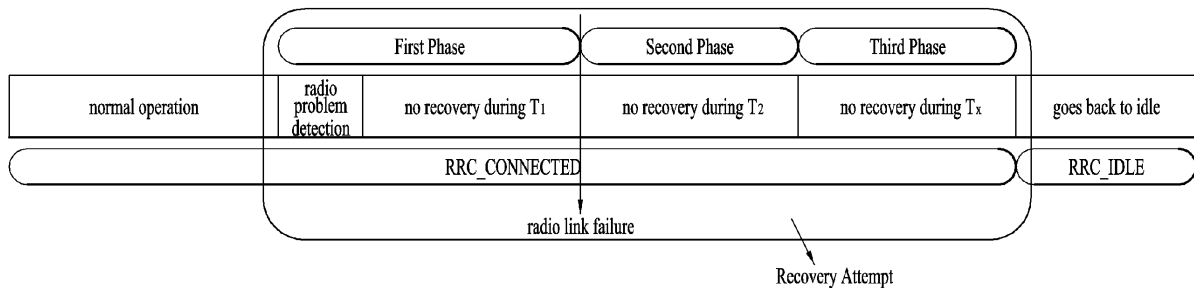 First Phase
Second Phase
Third Phase
normal operation
radio
problem
detection
no recovery during T1
no recovery during T2
no recovery during Tx
goes back to idle
RRC_CONNECTED
RRC_IDLE
radio link failure
Recovery Attempt